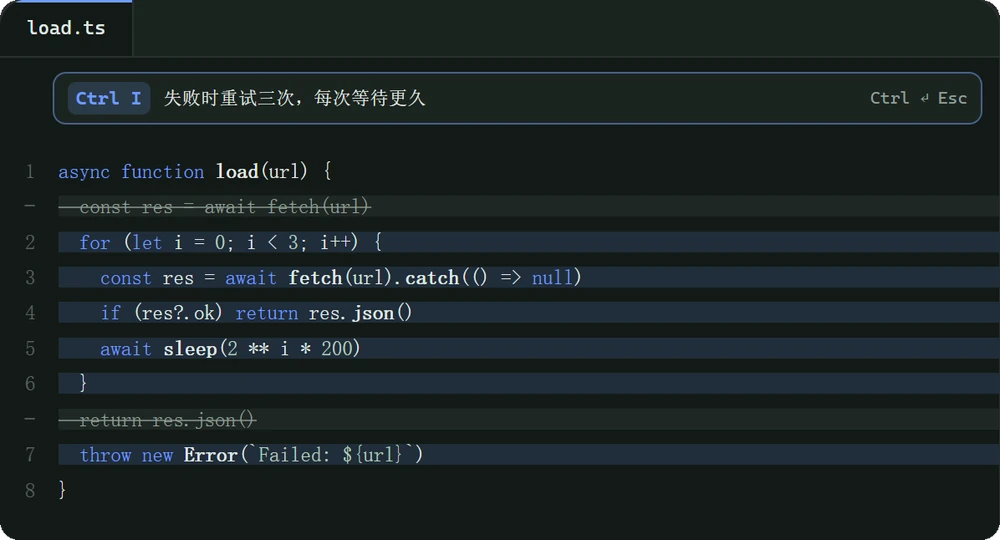 load.ts
Ctrl I 失败时重试三次，每次等待更久 Ctrl ↵ Esc
1 async function load(url) {
- const res = await fetch(url)
2 for (let i = 0; i < 3; i++) {
3 const res = await fetch(url).catch(() => null)
4 if (res?.ok) return res.json()
5 await sleep(2 ** i * 200)
6 }
- return res.json()
7 throw new Error(`Failed: ${url}`)
8 }